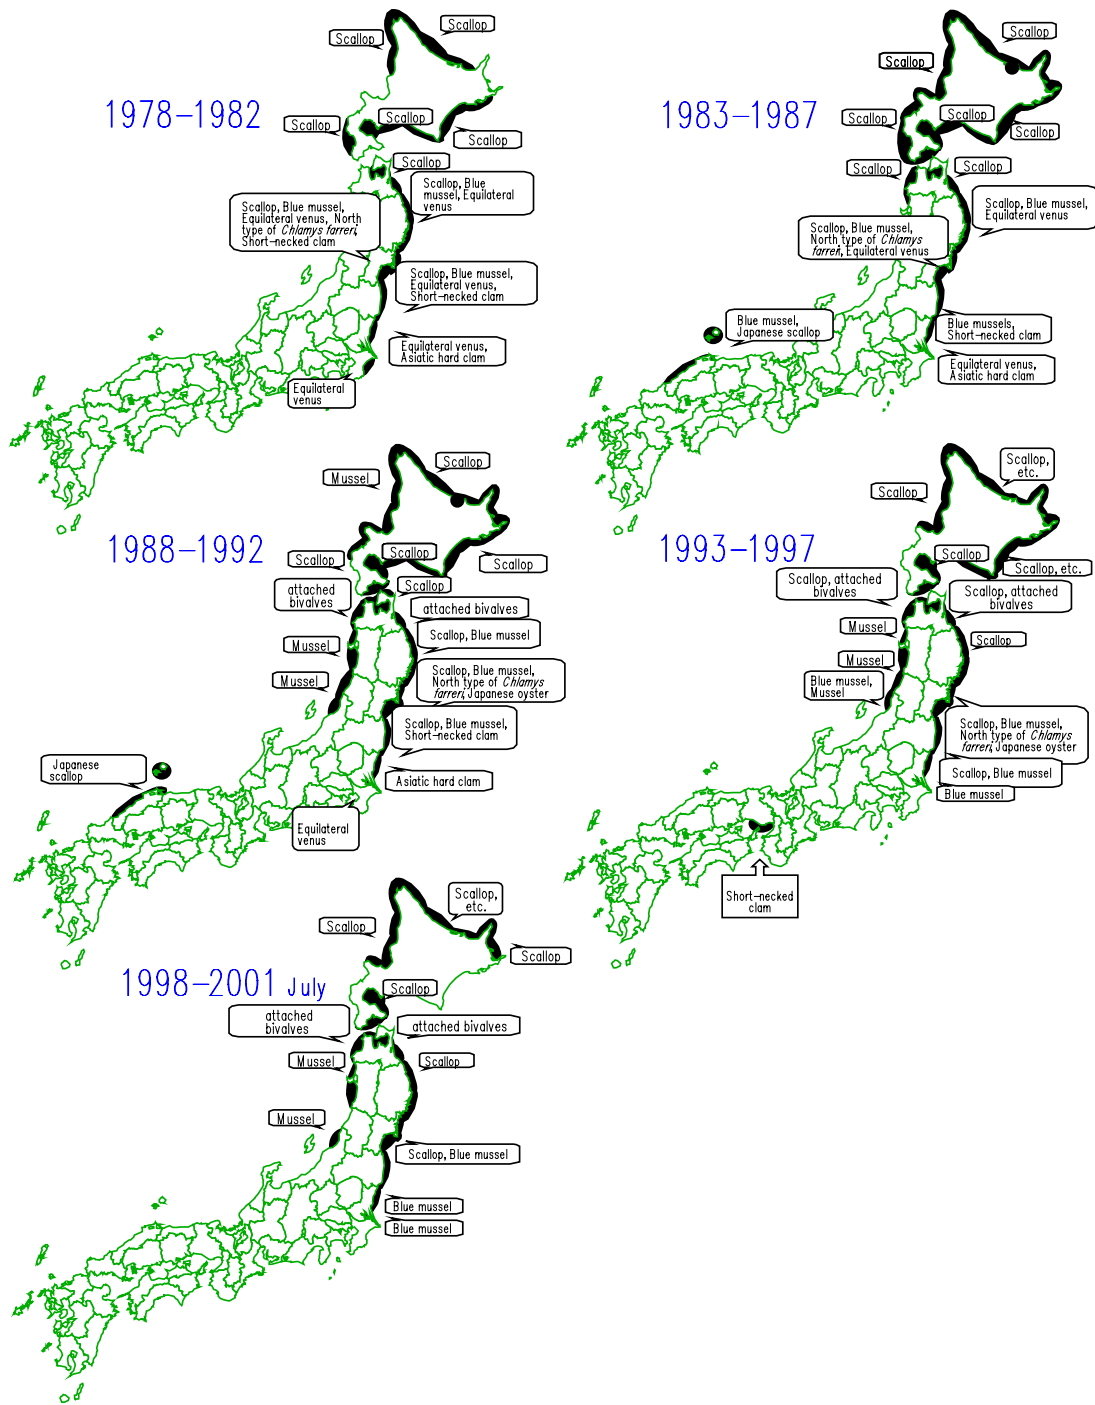 1978-1982
Scallop
Scallop
Scallop
Scallop
Scallop
Scallop
Scallop, Blue
mussel, Equilateral
venus
Scallop, Blue mussel,
Equilateral venus, North
type of Chlamys farreri,
Short-necked clam
Scallop, Blue mussel,
Equilateral venus,
Short-necked clam
Equilateral venus,
Asiatic hard clam
Equilateral
venus
1983-1987
Scallop
Scallop
Scallop
Scallop
Scallop
Scallop
Scallop
Scallop, Blue mussel,
Equilateral venus
Scallop, Blue mussel,
North type of Chlamys
farreri, Equilateral venus
Blue mussel,
Japanese scallop
Blue mussels,
Short-necked clam
Equilateral venus,
Asiatic hard clam
1988-1992
Scallop
Mussel
Scallop
Scallop
Scallop
Scallop
attached
bivalves
attached bivalves
Scallop, Blue mussel
Mussel
Mussel
Scallop, Blue mussel,
North type of Chlamys
farreri, Japanese oyster
Scallop, Blue mussel,
Short-necked clam
Japanese
scallop
Asiatic hard clam
Equilateral
venus
1993-1997
Scallop,
etc.
Scallop
Scallop
Scallop, etc.
Scallop, attached
bivalves
Scallop, attached
bivalves
Mussel
Scallop
Mussel
Blue mussel,
Mussel
Scallop, Blue mussel,
North type of Chlamys
farreri, Japanese oyster
Scallop, Blue mussel
Blue mussel
Short-necked
clam
1998-2001 July
Scallop,
etc.
Scallop
Scallop
Scallop
attached
bivalves
attached bivalves
Mussel
Scallop
Mussel
Scallop, Blue mussel
Blue mussel
Blue mussel